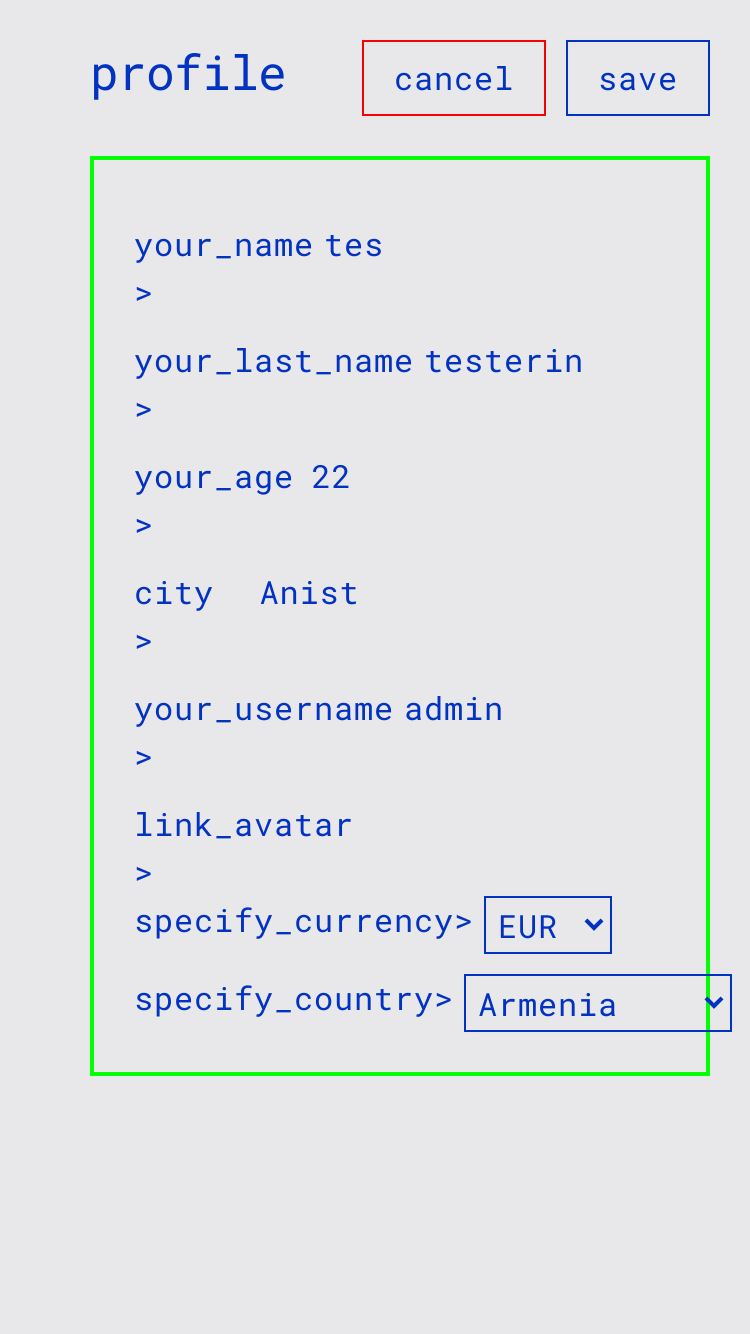 profile cancel save
your_name tes
>
your_last_name testerin
>
your_age 22
>
city Anist
>
your_username admin
>
link_avatar
>
specify_currency> EUR
specify_country> Armenia